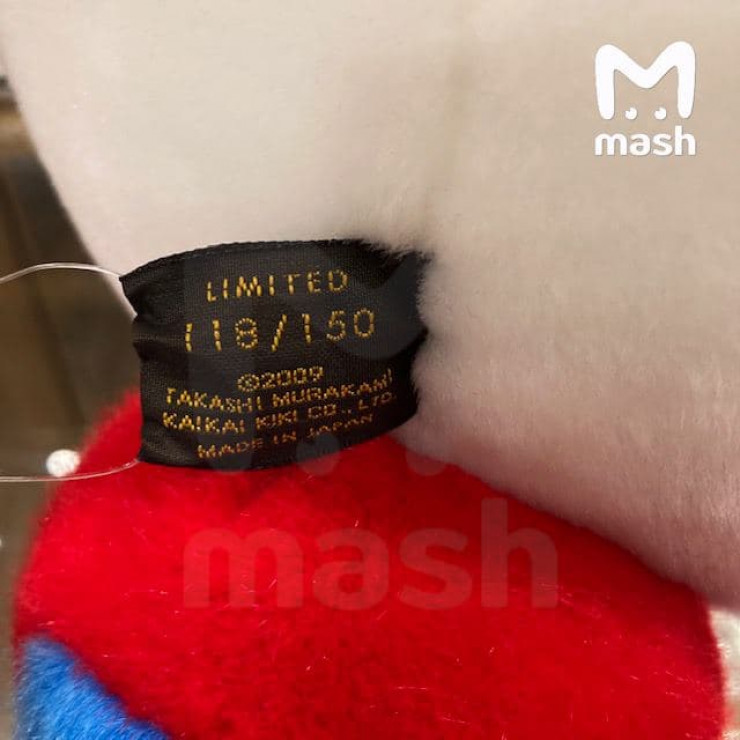 mash
LIMITED
118/150
©2009
TAKASHI MURAKAMI
KAIKAI KIKI CO., LTD.
MADE IN JAPAN
mash